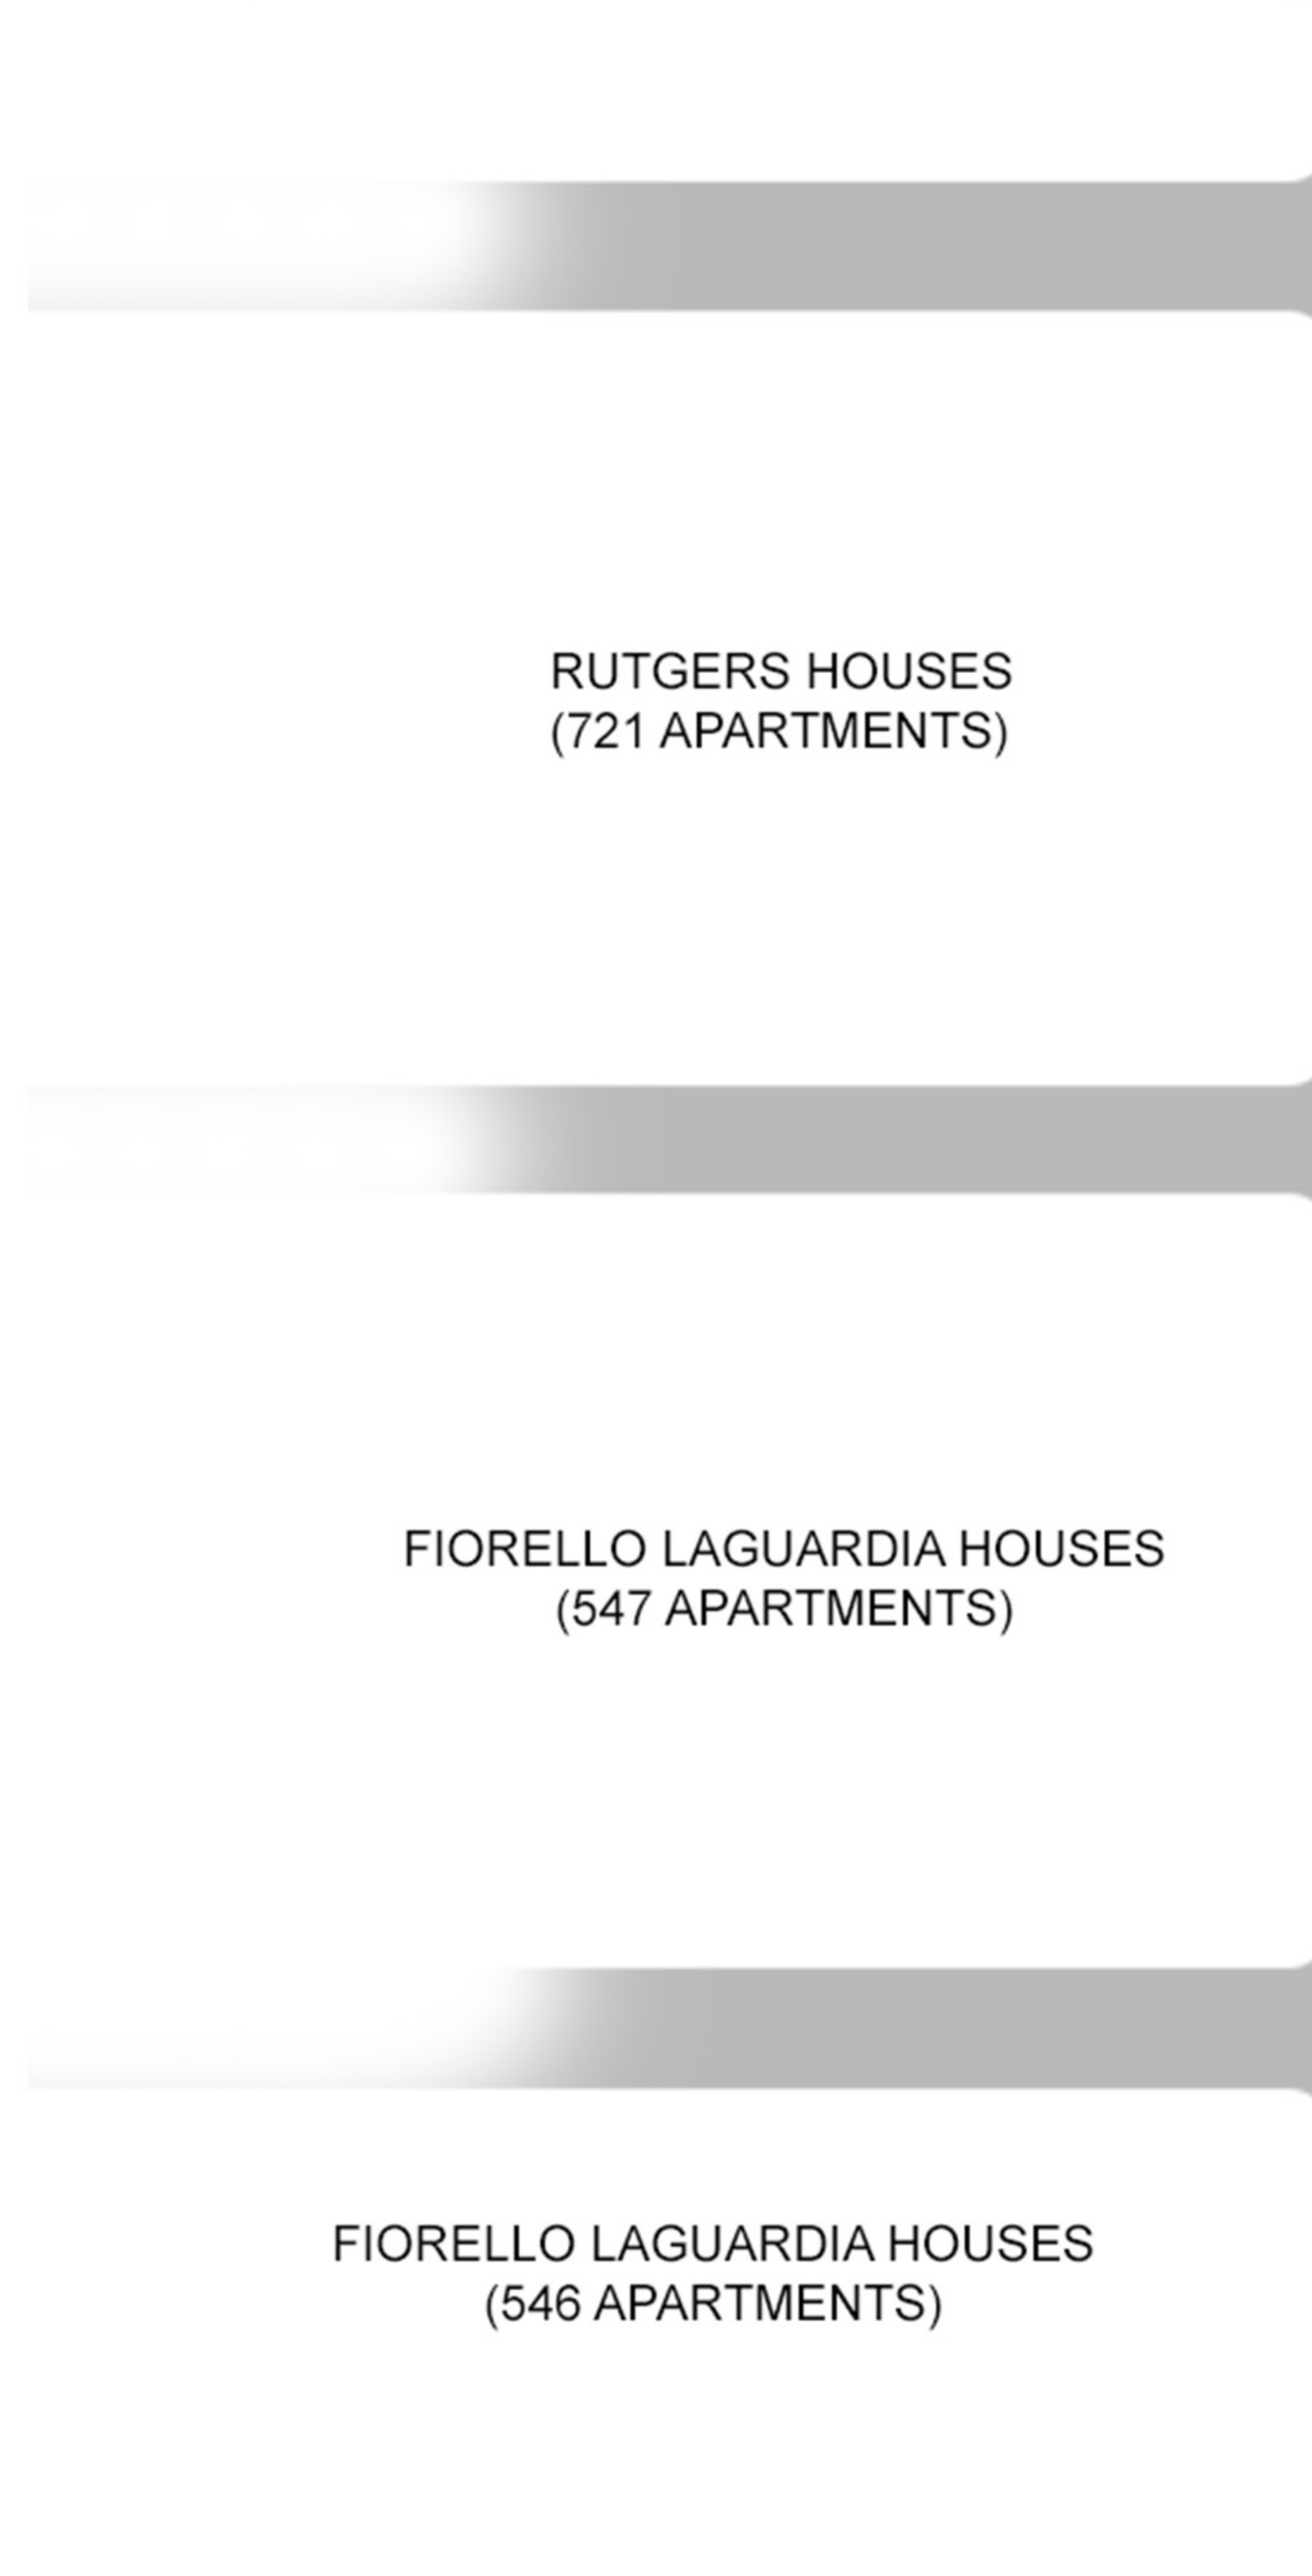 RUTGERS HOUSES
(721 APARTMENTS)
FIORELLO LAGUARDIA HOUSES
(547 APARTMENTS)
FIORELLO LAGUARDIA HOUSES
(546 APARTMENTS)